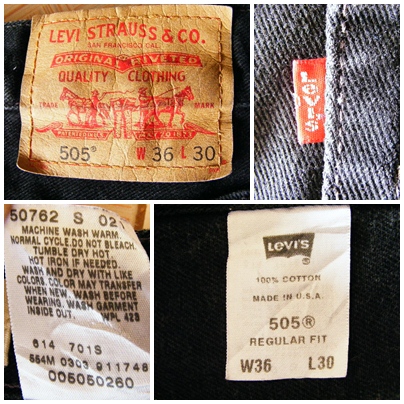 LEVI STRAUSS & CO.
SAN FRANCISCO CAL.
ORIGINAL RIVETED
QUALITY CLOTHING
TRADE MARK
505® W 36 L 30
LEVI'S
50762 S 02
MACHINE WASH WARM.
NORMAL CYCLE.DO NOT BLEACH.
TUMBLE DRY HOT.
HOT IRON IF NEEDED.
WASH AND DRY WITH LIKE
COLORS. COLOR MAY TRANSFER
WHEN NEW. WASH BEFORE
WEARING. WASH GARMENT
INSIDE OUT.
WPL 423
614 701S
554M 0303 911748
005050260
LEVI'S
®
100% COTTON
MADE IN U.S.A.
505®
REGULAR FIT
W36 L30